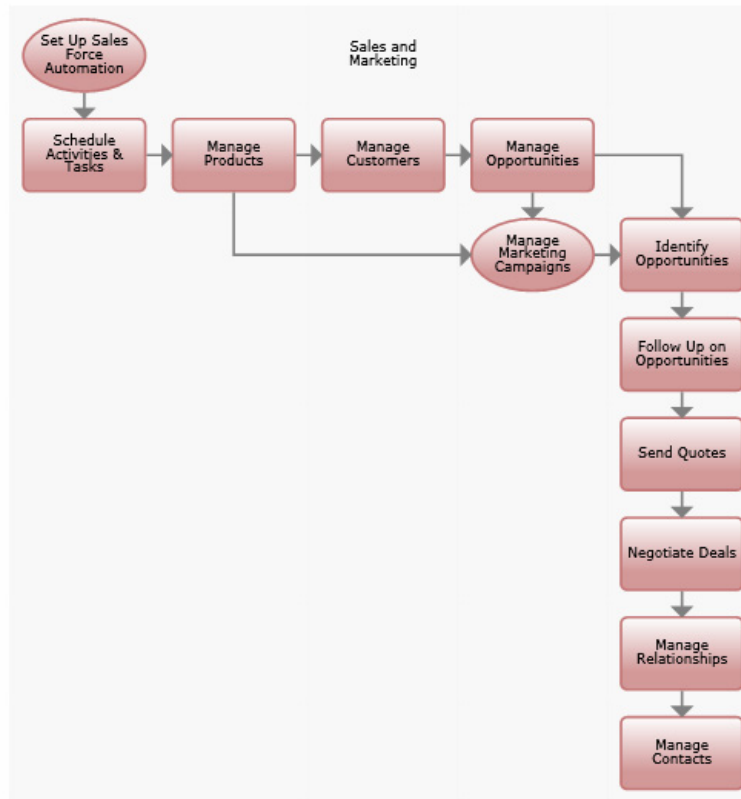 Set Up Sales
Force
Automation
Sales and
Marketing
Schedule
Activities &
Tasks
Manage
Products
Manage
Customers
Manage
Opportunities
Manage
Marketing
Campaigns
Identify
Opportunities
Follow Up on
Opportunities
Send Quotes
Negotiate Deals
Manage
Relationships
Manage
Contacts